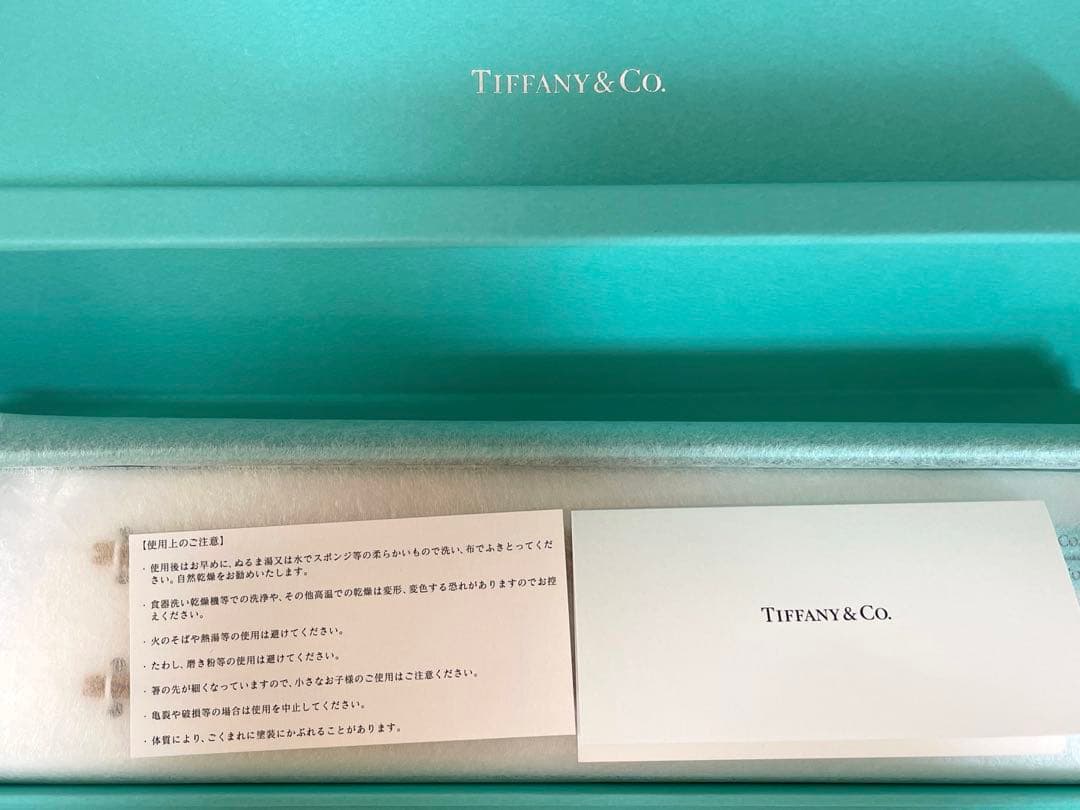 TIFFANY & CO.
【使用上のご注意】
・使用後はお早めに、ぬるま湯又は水でスポンジ等の柔らかいもので洗い、布でふきとってくだ
さい。自然乾燥をお勧めいたします。
・食器洗い乾燥機等での洗浄や、その他高温での乾燥は変形、変色する恐れがありますのでお控
えください。
・火のそばや熱湯等の使用は避けてください。
・たわし、磨き粉等の使用は避けてください。
・箸の先が細くなっていますので、小さなお子様のご使用はご注意ください。
・亀裂や破損等の場合は使用を中止してください。
・体質により、ごくまれに塗装にかぶれることがあります。
TIFFANY & CO.
Co.